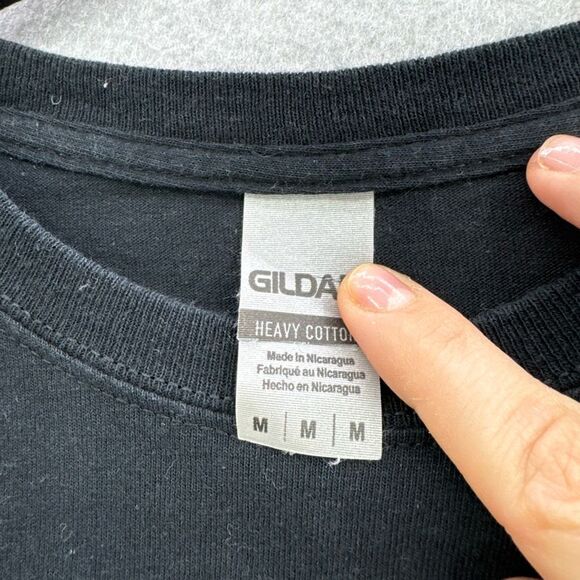 GILDA
HEAVY COTTO
Made in Nicaragua
Fabriqué au Nicaragua
Hecho en Nicaragua
M | M | M